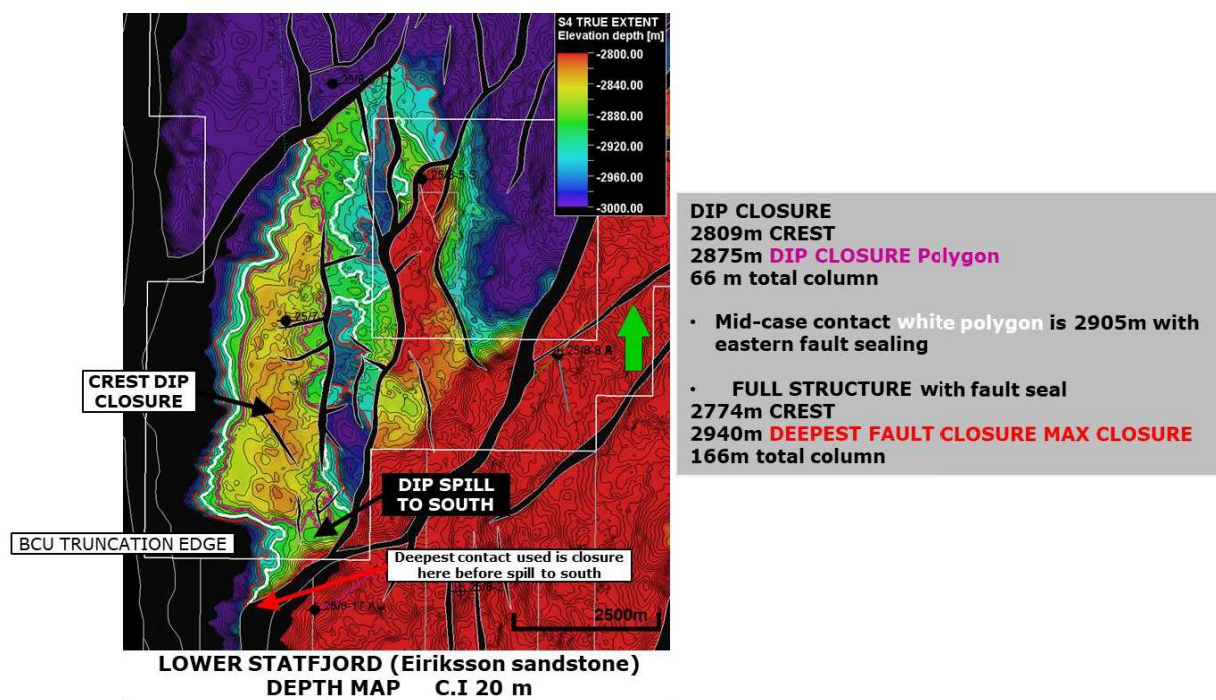 S4 TRUE EXTENT
Elevation depth [m]
-2800.00
-2840.00
-2880.00
-2920.00
-2960.00
-3000.00
CREST DIP
CLOSURE
DIP SPILL
TO SOUTH
BCU TRUNCATION EDGE
Deepest contact used is closure
here before spill to south
25/8-17 A
2500m
LOWER STATFJORD (Eiriksson sandstone)
DEPTH MAP C.I 20 m
DIP CLOSURE
2809m CREST
2875m DIP CLOSURE Polygon
66 m total column
• Mid-case contact white polygon is 2905m with
eastern fault sealing
• FULL STRUCTURE with fault seal
2774m CREST
2940m DEEPEST FAULT CLOSURE MAX CLOSURE
166m total column